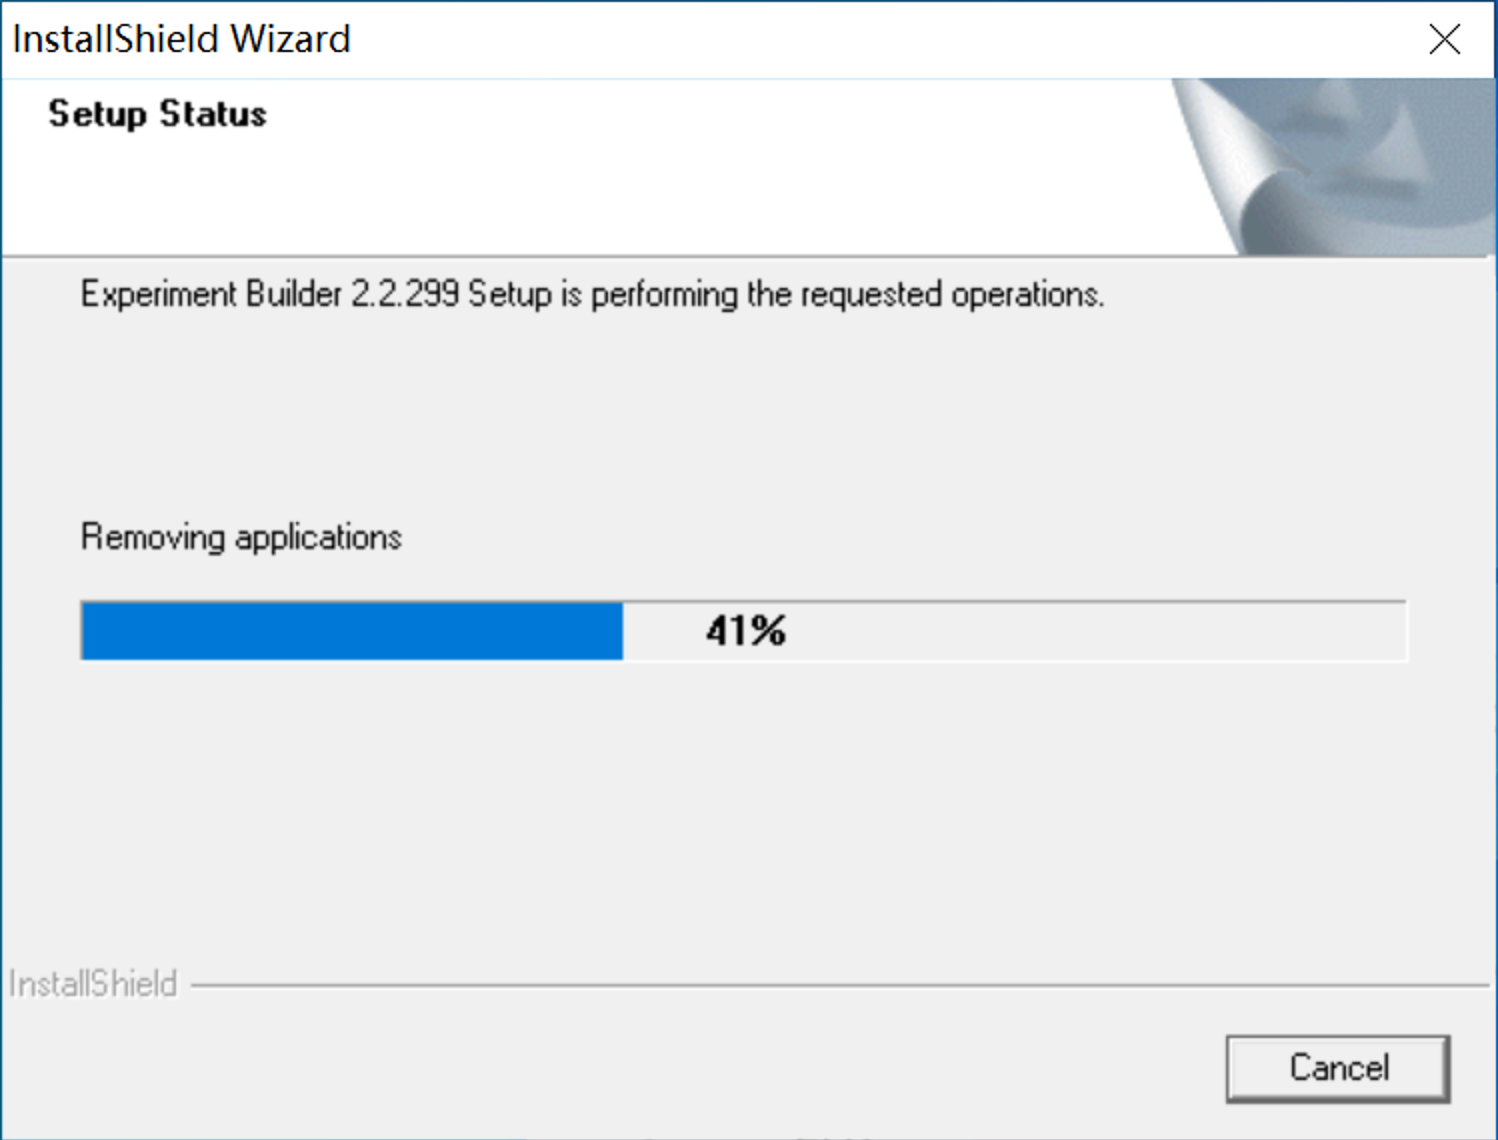 InstallShield Wizard
Setup Status
Experiment Builder 2.2.299 Setup is performing the requested operations.
Removing applications
41%
InstallShield
Cancel